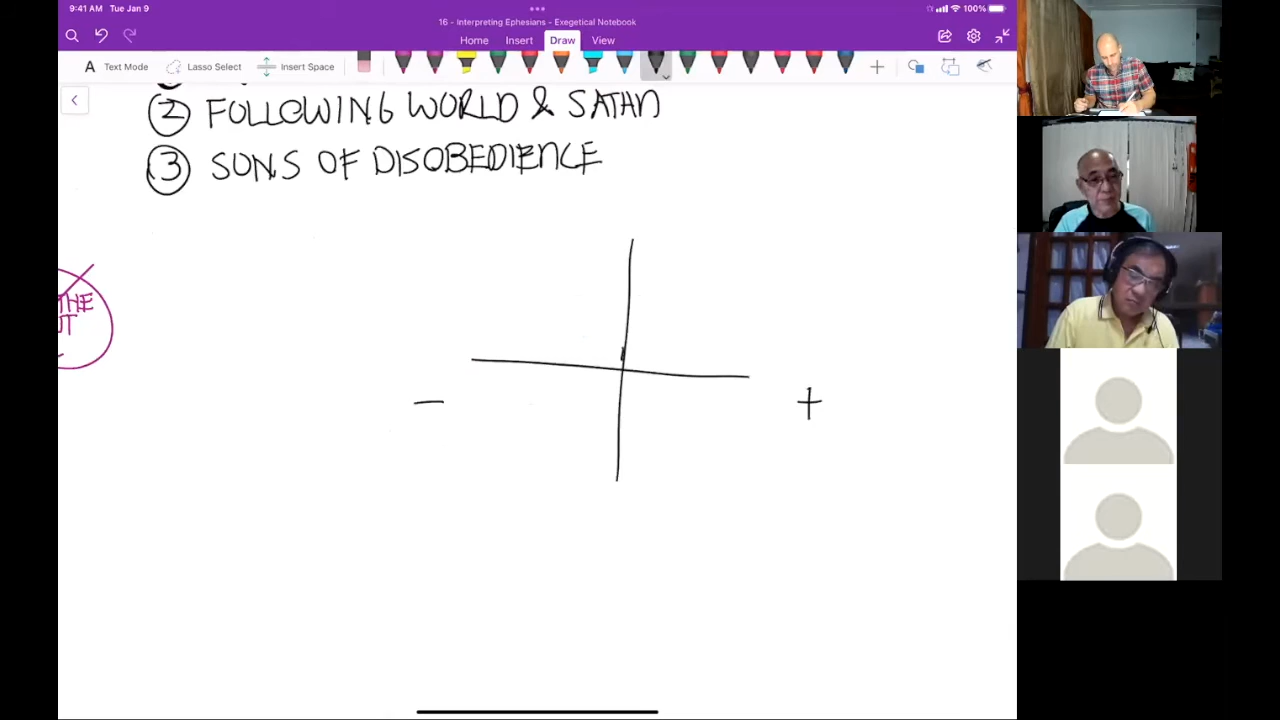 9:41 AM Tue Jan 9
100%
16 - Interpreting Ephesians - Exegetical Notebook
Home Insert Draw View
A Text Mode Lasso Select Insert Space
② FOLLOWING WORLD & SATAN
③ SONS OF DISOBEDIENCE
THE
UT
− +